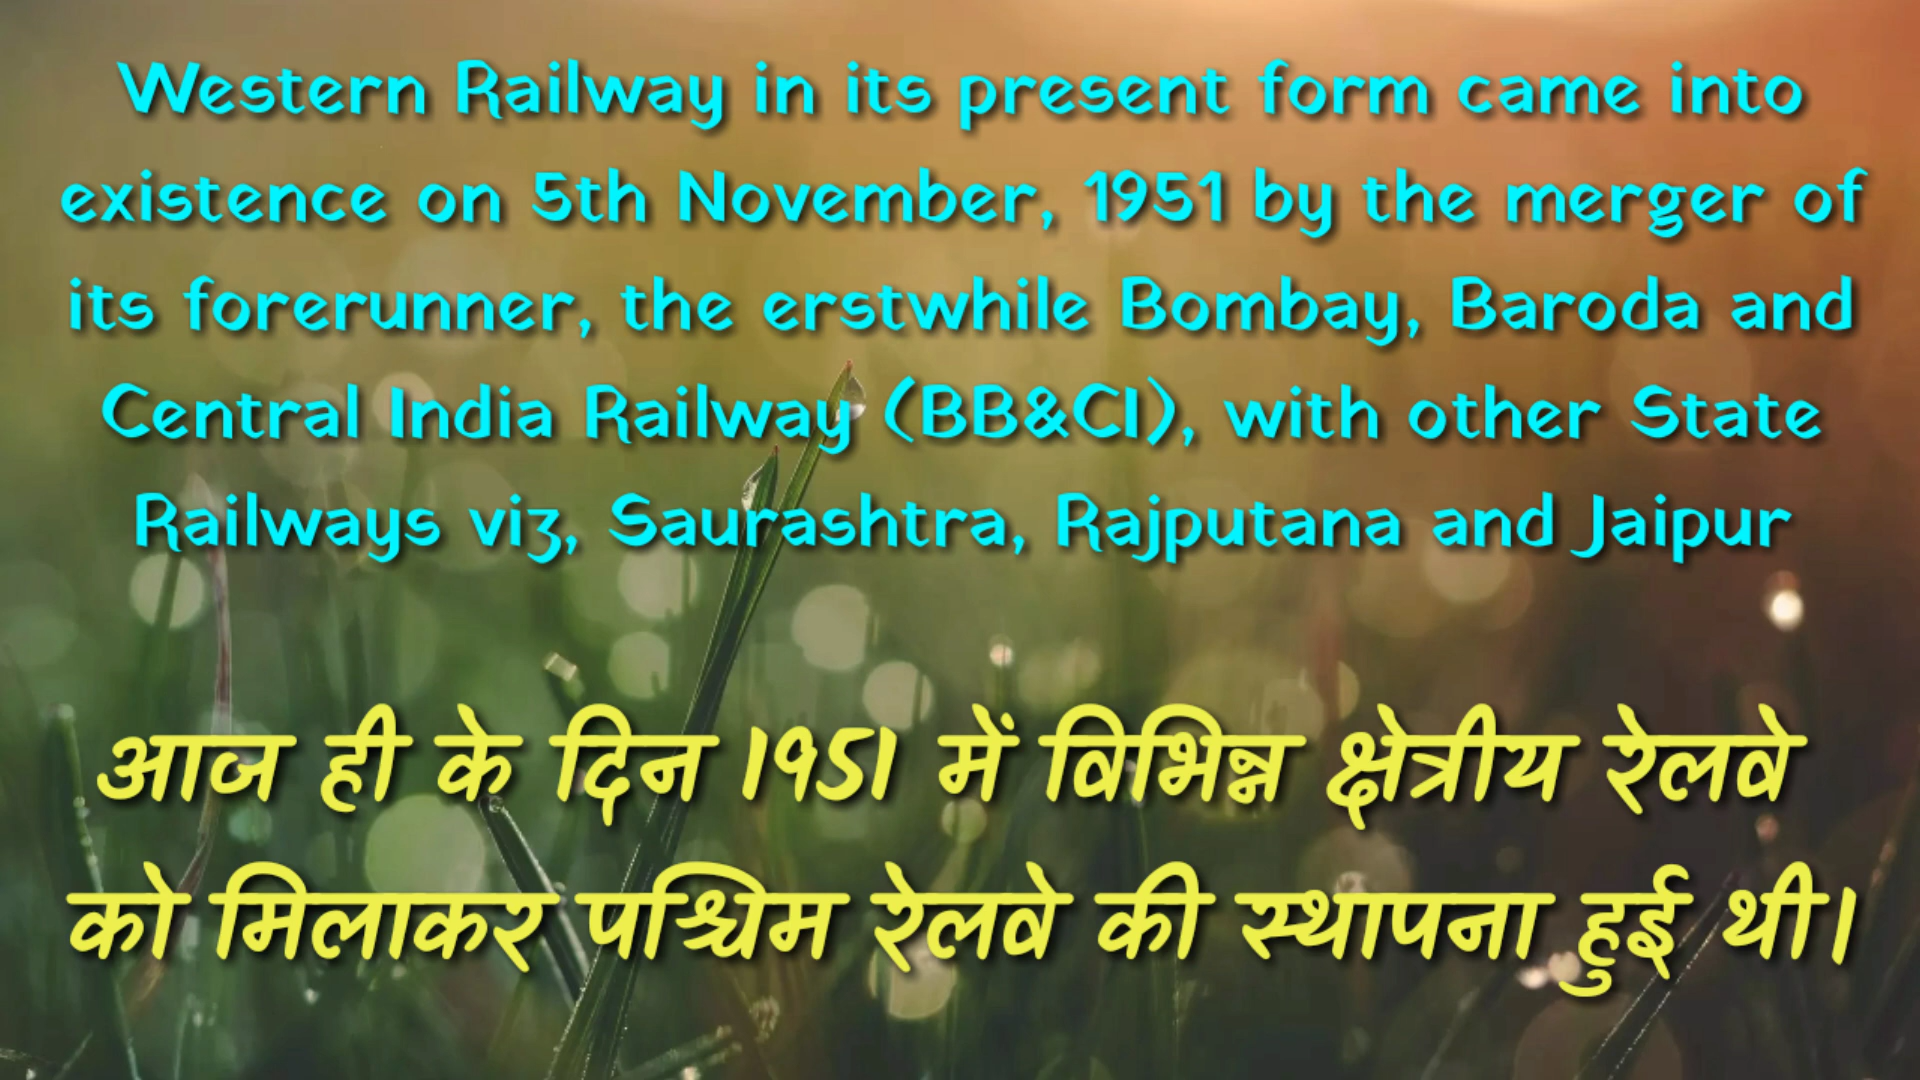 Western Railway in its present form came into
existence on 5th November, 1951 by the merger of
its forerunner, the erstwhile Bombay, Baroda and
Central India Railway (BB&CI), with other State
Railways viz, Saurashtra, Rajputana and Jaipur
आज ही के दिन 1951 में विभिन्न क्षेत्रीय रेलवे
को मिलाकर पश्चिम रेलवे की स्थापना हुई थी।